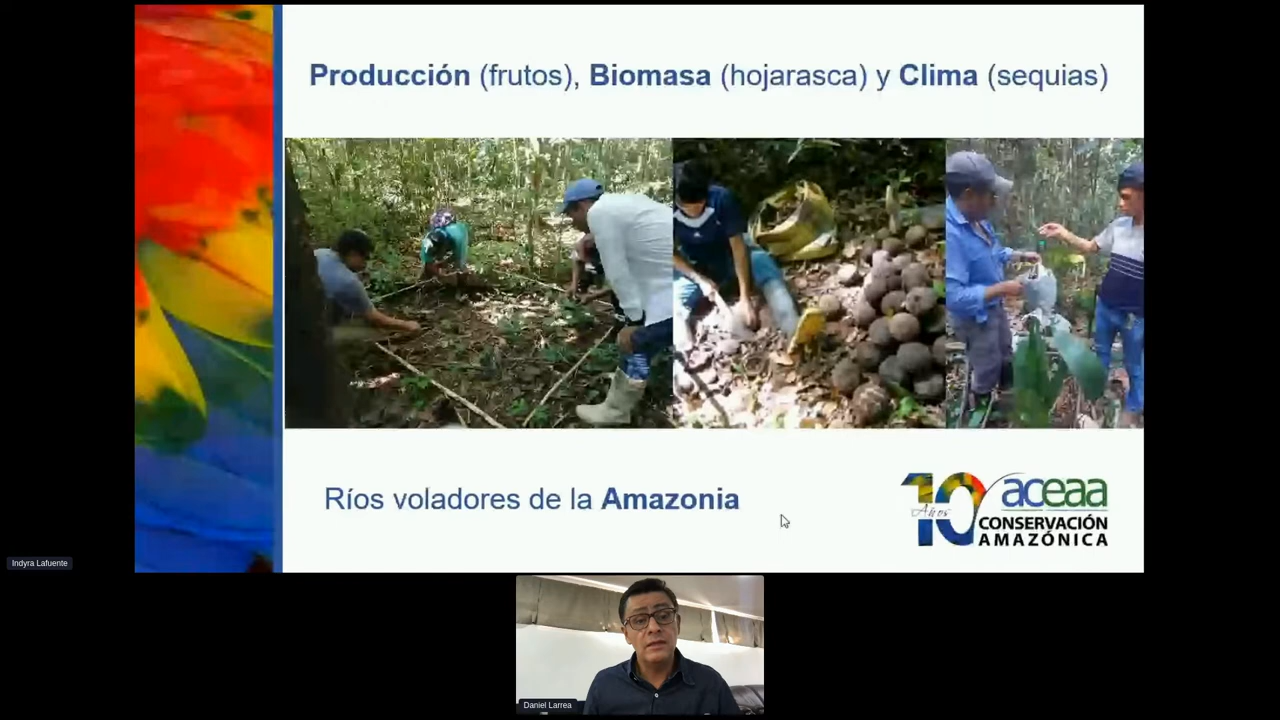 Producción (frutos), Biomasa (hojarasca) y Clima (sequias)
Ríos voladores de la Amazonia
10
Años
aceaa
CONSERVACIÓN
AMAZÓNICA
Indyra Lafuente
Daniel Larrea